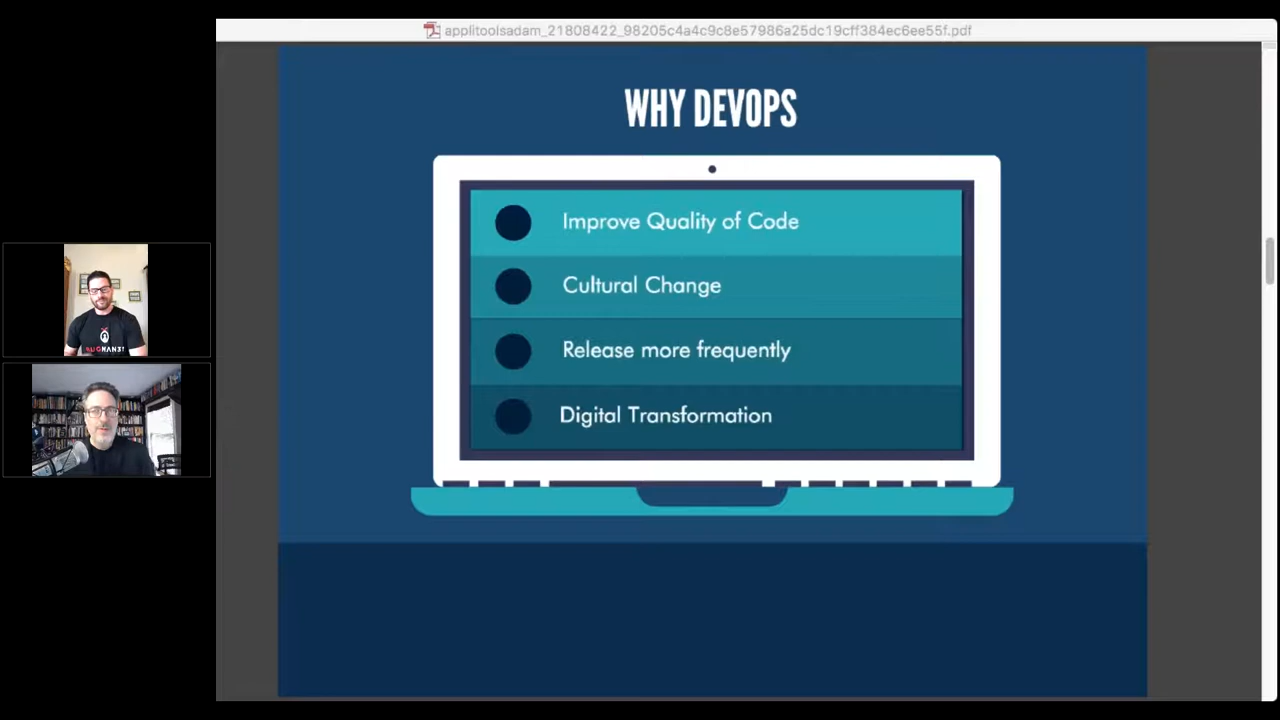 applitoolsadam_21808422_98205c4a4c9c8e57986a25dc19cff384ec6ee55f.pdf
WHY DEVOPS
Improve Quality of Code
Cultural Change
Release more frequently
Digital Transformation